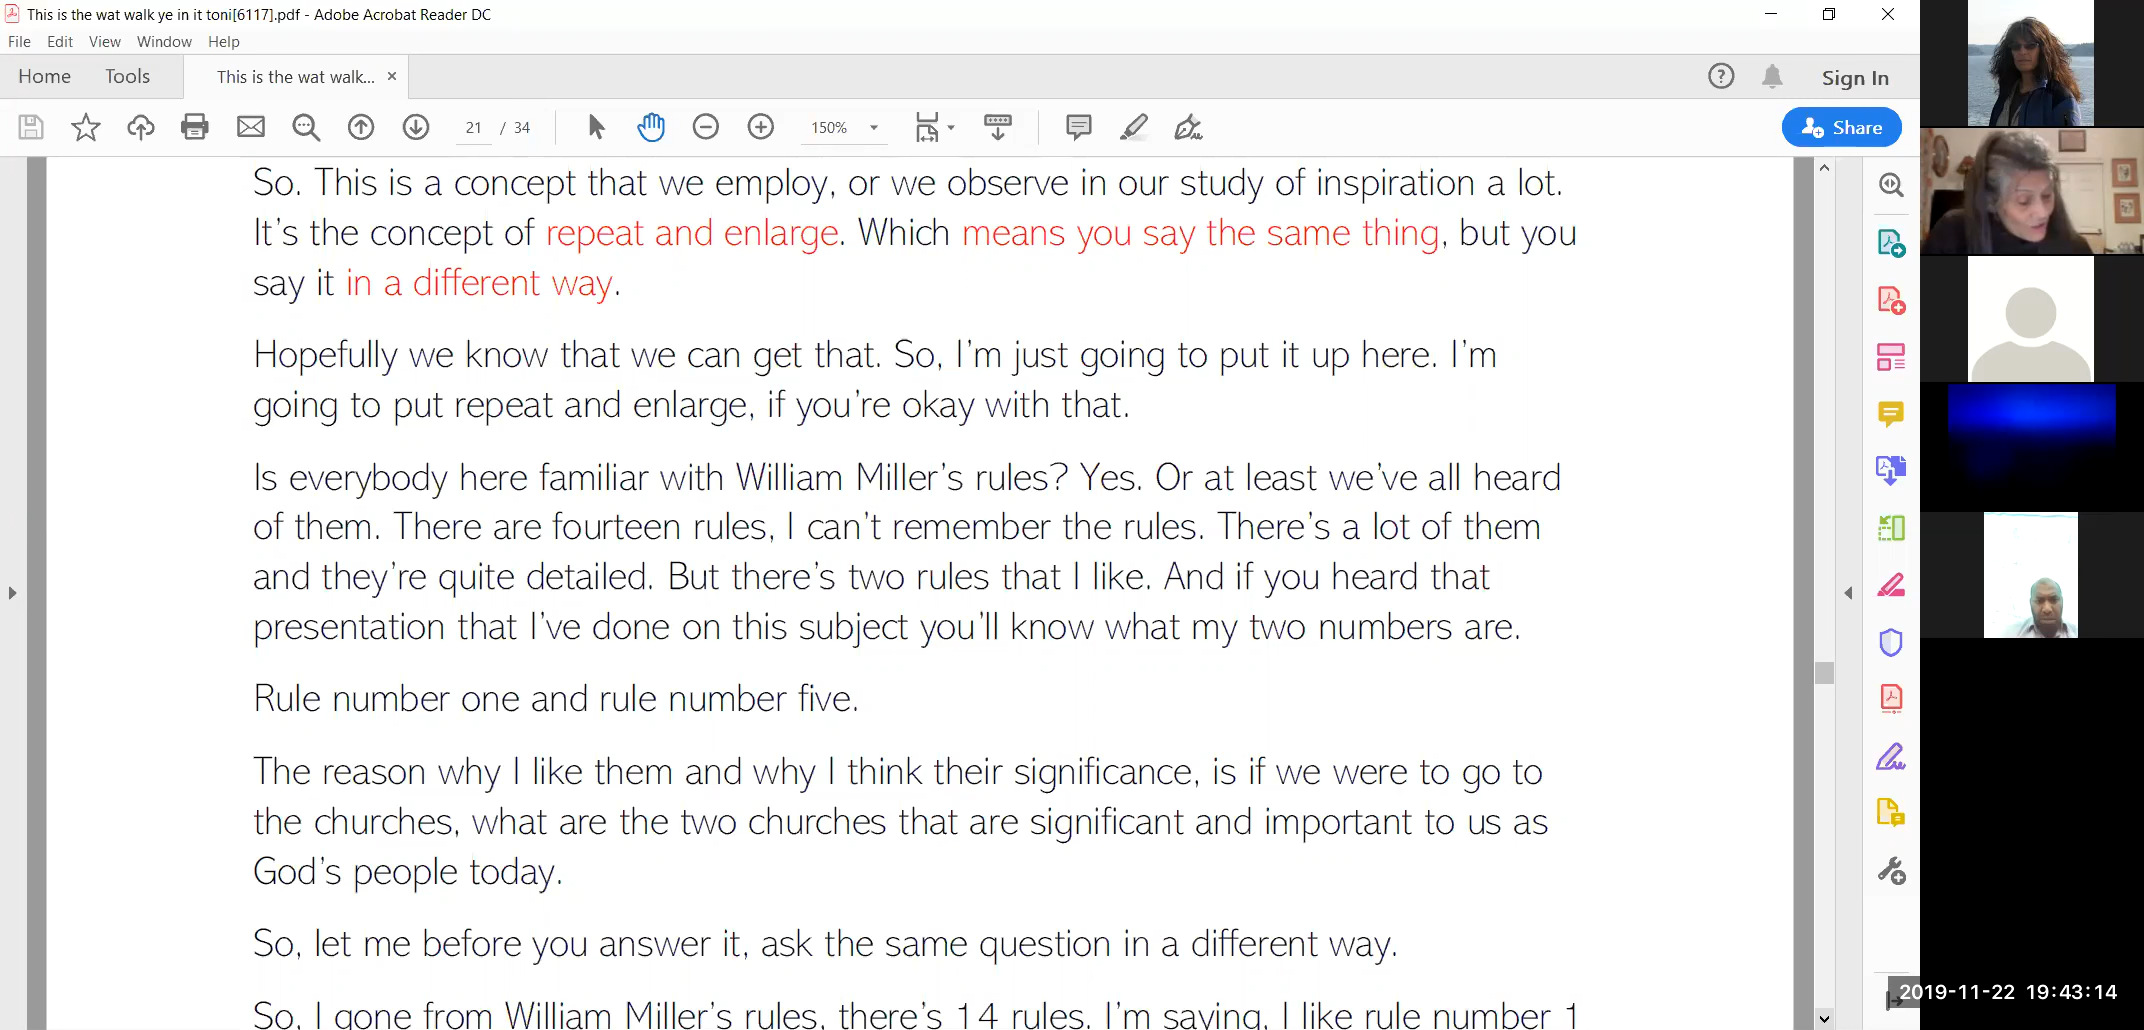 This is the wat walk ye in it toni[6117].pdf - Adobe Acrobat Reader DC
File Edit View Window Help
Home Tools This is the wat walk... × Sign In
21 / 34 150% Share
So. This is a concept that we employ, or we observe in our study of inspiration a lot.
It's the concept of repeat and enlarge. Which means you say the same thing, but you
say it in a different way.
Hopefully we know that we can get that. So, I'm just going to put it up here. I'm
going to put repeat and enlarge, if you're okay with that.
Is everybody here familiar with William Miller's rules? Yes. Or at least we've all heard
of them. There are fourteen rules, I can't remember the rules. There's a lot of them
and they're quite detailed. But there's two rules that I like. And if you heard that
presentation that I've done on this subject you'll know what my two numbers are.
Rule number one and rule number five.
The reason why I like them and why I think their significance, is if we were to go to
the churches, what are the two churches that are significant and important to us as
God's people today.
So, let me before you answer it, ask the same question in a different way.
So, I gone from William Miller's rules, there's 14 rules. I'm saying, I like rule number 1
2019-11-22 19:43:14